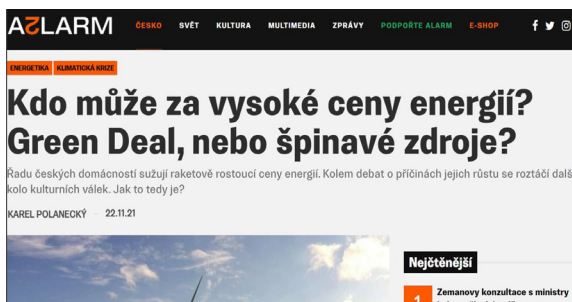 A2LARM ČESKO SVĚT KULTURA MULTIMEDIA ZPRÁVY PODPOŘTE ALARM E-SHOP
ENERGETIKA KLIMATICKÁ KRIZE
Kdo může za vysoké ceny energií?
Green Deal, nebo špinavé zdroje?
Řadu českých domácností sužují raketově rostoucí ceny energií. Kolem debat o příčinách jejich růstu se roztáčí dalš
kolo kulturních válek. Jak to tedy je?
KAREL POLANECKÝ 22.11.21
Nejčtenější
1 Zemanovy konzultace s ministry